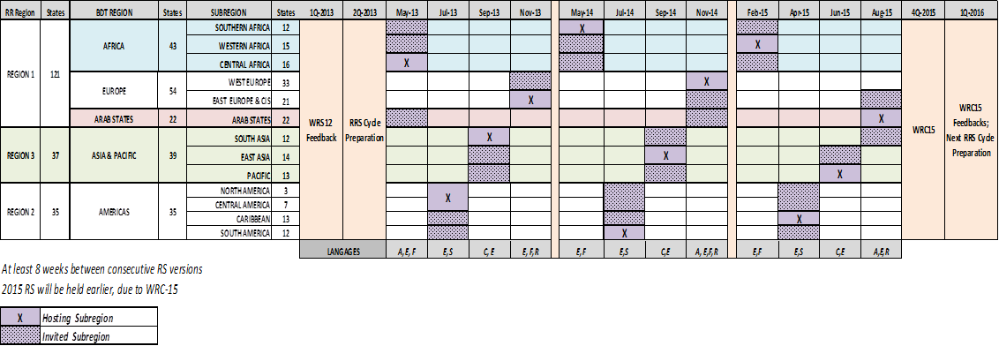 RR Region States BDT REGION States SUBREGION States 1Q-2013 2Q-2013 May-13 Jul-13 Sep-13 Nov-13 May-14 Jul-14 Sep-14 Nov-14 Feb-15 Apr-15 Jun-15 Aug-15 4Q-2015 1Q-2016
REGION 1 121 AFRICA 43 SOUTHERN AFRICA 12 X
WESTERN AFRICA 15 X
CENTRAL AFRICA 16 X
EUROPE 54 WEST EUROPE 33 X
EAST EUROPE & CIS 21 X
ARAB STATES 22 ARAB STATES 22 X
WRS12 Feedback
RRS Cycle Preparation
WRC15
WRC15 Feedbacks; Next RRS Cycle Preparation
REGION 3 37 ASIA & PACIFIC 39 SOUTH ASIA 12 X
EAST ASIA 14 X
PACIFIC 13 X
REGION 2 35 AMERICAS 35 NORTH AMERICA 3 X
CENTRAL AMERICA 7
CARIBBEAN 13 X
SOUTH AMERICA 12 X
LANGAGES A, E, F E, S C, E E, F, R E,F E,S C,E A, E,F,R E,F E,S C,E A,E,R
At least 8 weeks between consecutive RS versions
2015 RS will be held earlier, due to WRC-15
X Hosting Subregion
Invited Subregion